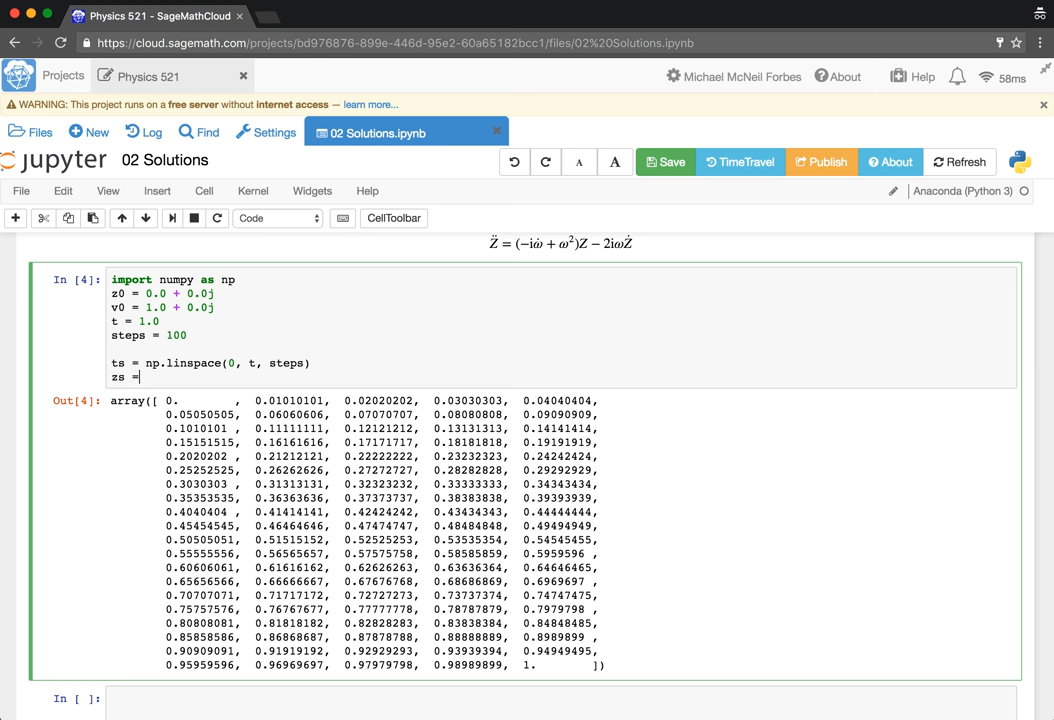 Physics 521 - SageMathCloud ×
https://cloud.sagemath.com/projects/bd976876-899e-446d-95e2-60a65182bcc1/files/02%20Solutions.ipynb
Projects Physics 521 Michael McNeil Forbes About Help 58ms
WARNING: This project runs on a free server without internet access — learn more...
Files New Log Find Settings 02 Solutions.ipynb
jupyter 02 Solutions A A Save TimeTravel Publish About Refresh
File Edit View Insert Cell Kernel Widgets Help Anaconda (Python 3)
Code CellToolbar
Z̈ = (−iω̇ + ω²)Z − 2iωŻ
In [4]: import numpy as np
z0 = 0.0 + 0.0j
v0 = 1.0 + 0.0j
t = 1.0
steps = 100
ts = np.linspace(0, t, steps)
zs =
Out[4]: array([ 0. , 0.01010101, 0.02020202, 0.03030303, 0.04040404,
0.05050505, 0.06060606, 0.07070707, 0.08080808, 0.09090909,
0.1010101 , 0.11111111, 0.12121212, 0.13131313, 0.14141414,
0.15151515, 0.16161616, 0.17171717, 0.18181818, 0.19191919,
0.2020202 , 0.21212121, 0.22222222, 0.23232323, 0.24242424,
0.25252525, 0.26262626, 0.27272727, 0.28282828, 0.29292929,
0.3030303 , 0.31313131, 0.32323232, 0.33333333, 0.34343434,
0.35353535, 0.36363636, 0.37373737, 0.38383838, 0.39393939,
0.4040404 , 0.41414141, 0.42424242, 0.43434343, 0.44444444,
0.45454545, 0.46464646, 0.47474747, 0.48484848, 0.49494949,
0.50505051, 0.51515152, 0.52525253, 0.53535354, 0.54545455,
0.55555556, 0.56565657, 0.57575758, 0.58585859, 0.5959596 ,
0.60606061, 0.61616162, 0.62626263, 0.63636364, 0.64646465,
0.65656566, 0.66666667, 0.67676768, 0.68686869, 0.6969697 ,
0.70707071, 0.71717172, 0.72727273, 0.73737374, 0.74747475,
0.75757576, 0.76767677, 0.77777778, 0.78787879, 0.7979798 ,
0.80808081, 0.81818182, 0.82828283, 0.83838384, 0.84848485,
0.85858586, 0.86868687, 0.87878788, 0.88888889, 0.8989899 ,
0.90909091, 0.91919192, 0.92929293, 0.93939394, 0.94949495,
0.95959596, 0.96969697, 0.97979798, 0.98989899, 1. ])
In [ ]: